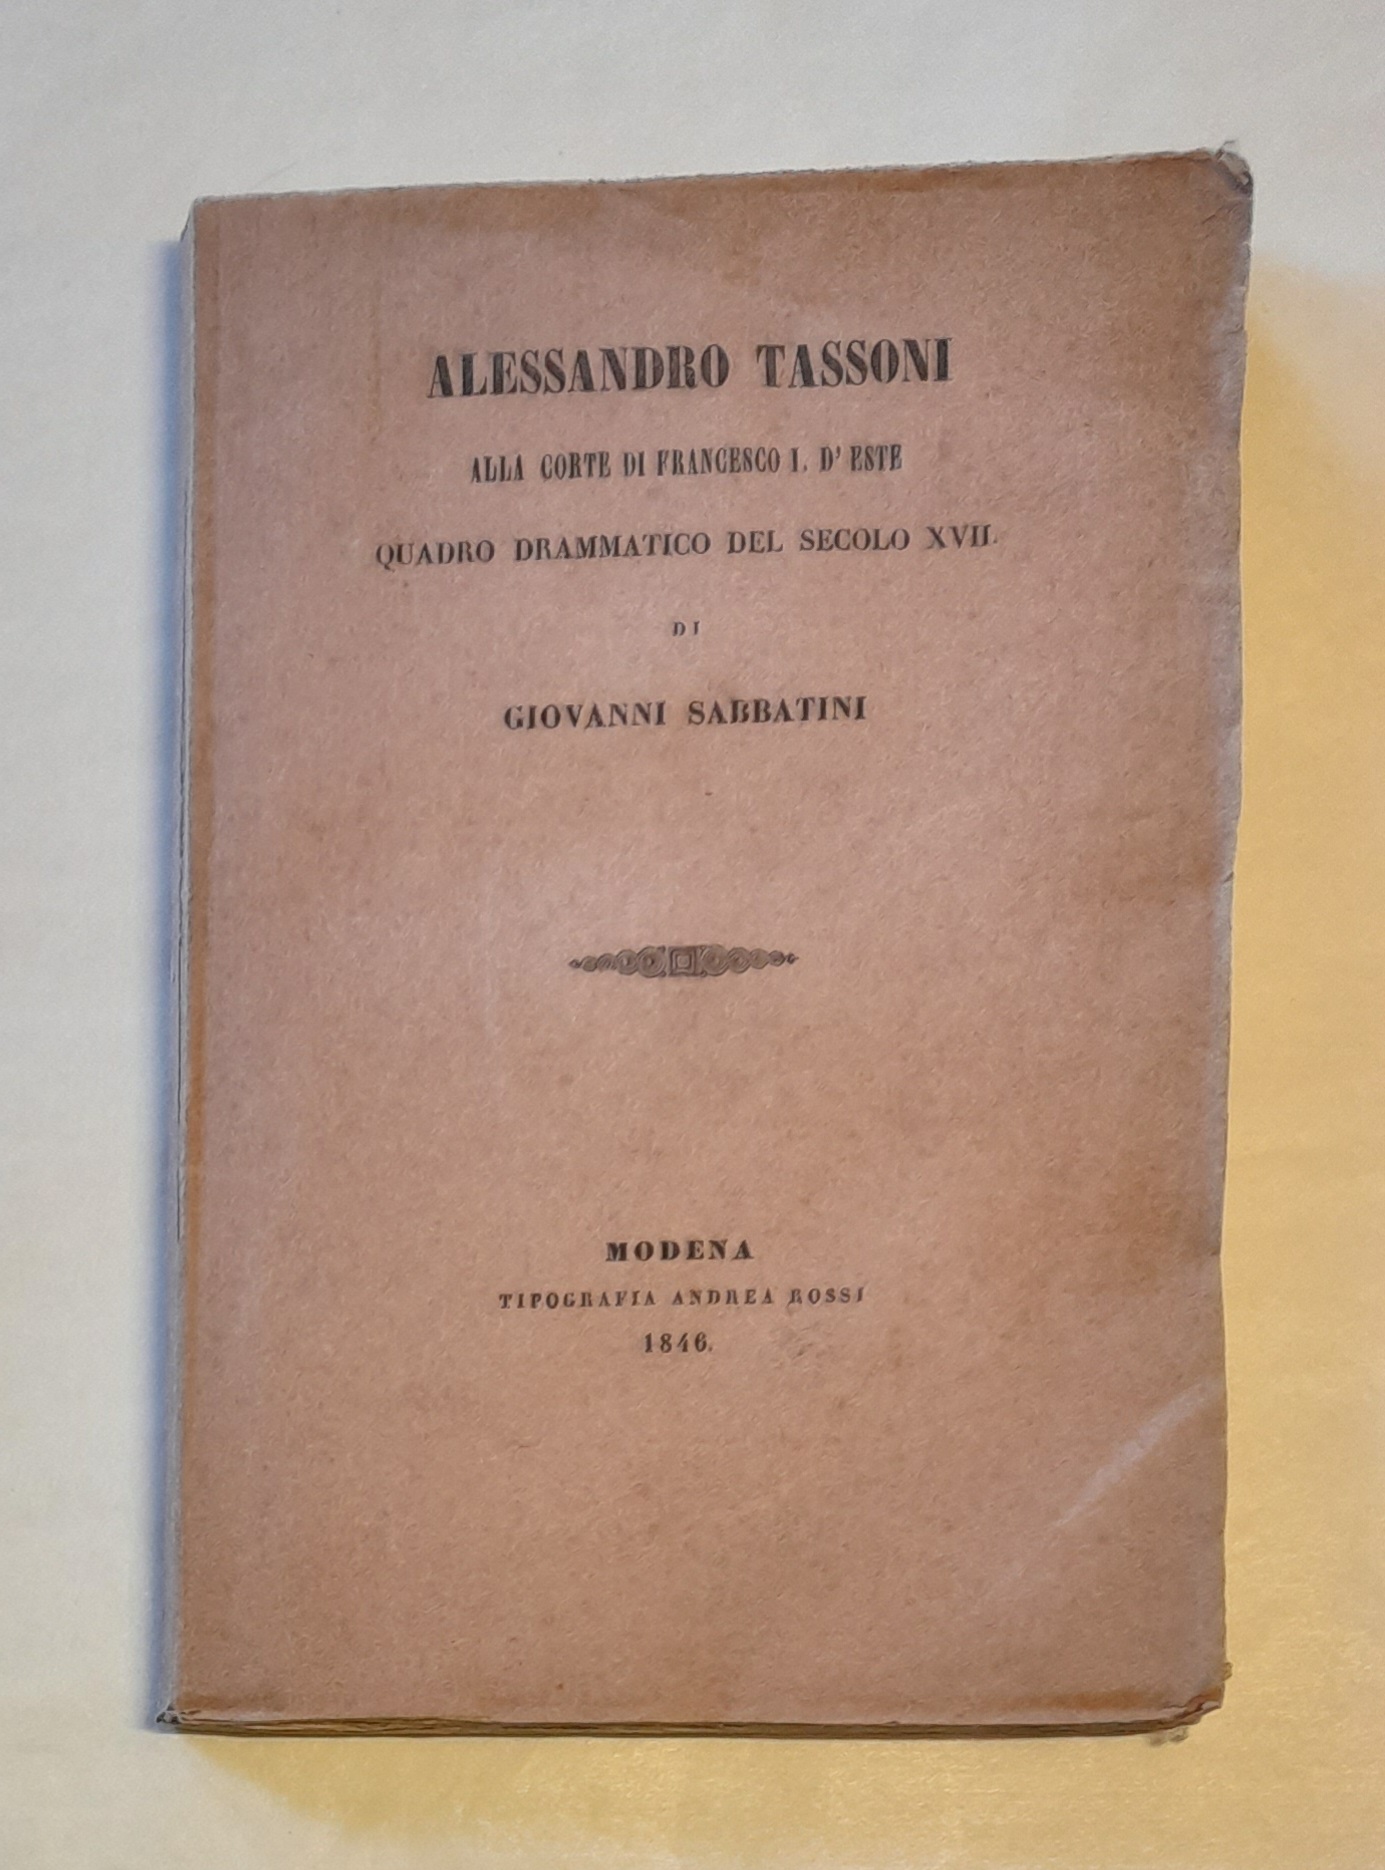 ALESSANDRO TASSONI
ALLA CORTE DI FRANCESCO I. D' ESTE
QUADRO DRAMMATICO DEL SECOLO XVII.
DI
GIOVANNI SABBATINI
MODENA
TIPOGRAFIA ANDREA ROSSI
1846.